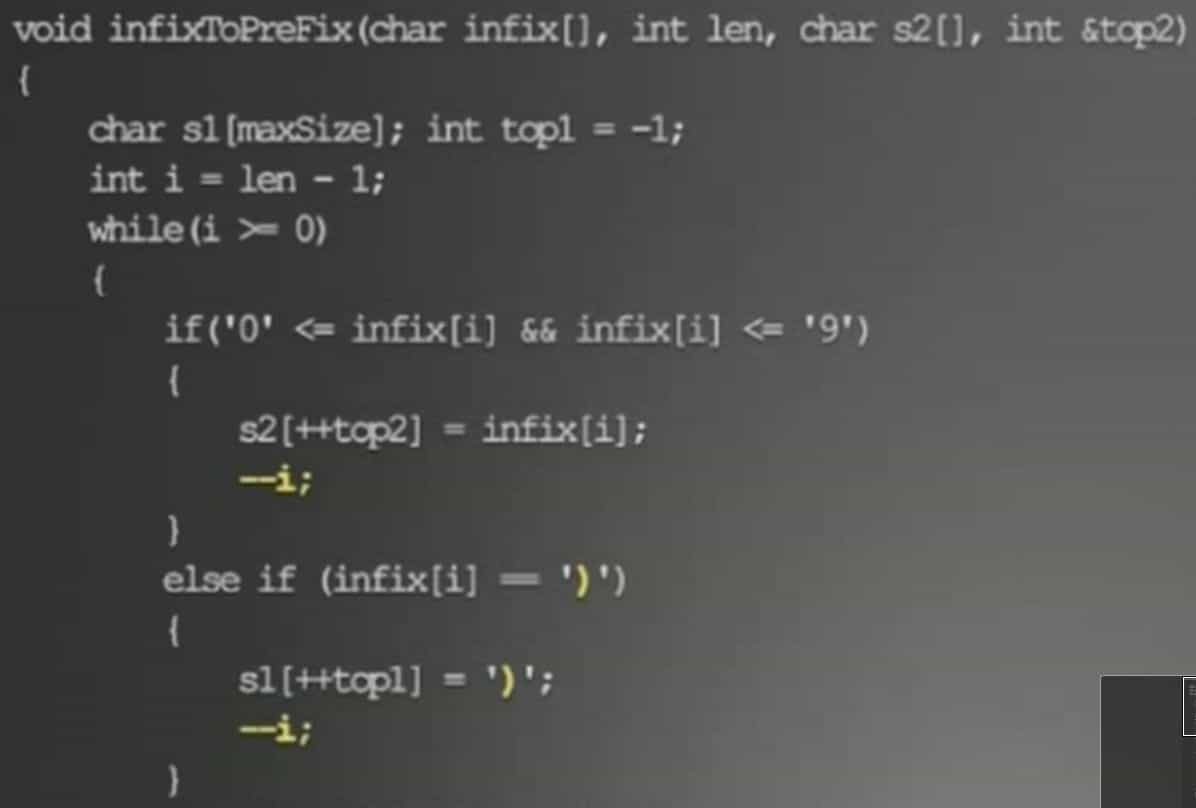 void infixToPreFix(char infix[], int len, char s2[], int &top2)
{
char s1[maxSize]; int top1 = -1;
int i = len - 1;
while(i >= 0)
{
if('0' <= infix[i] && infix[i] <= '9')
{
s2[++top2] = infix[i];
--i;
}
else if (infix[i] == ')')
{
s1[++top1] = ')';
--i;
}